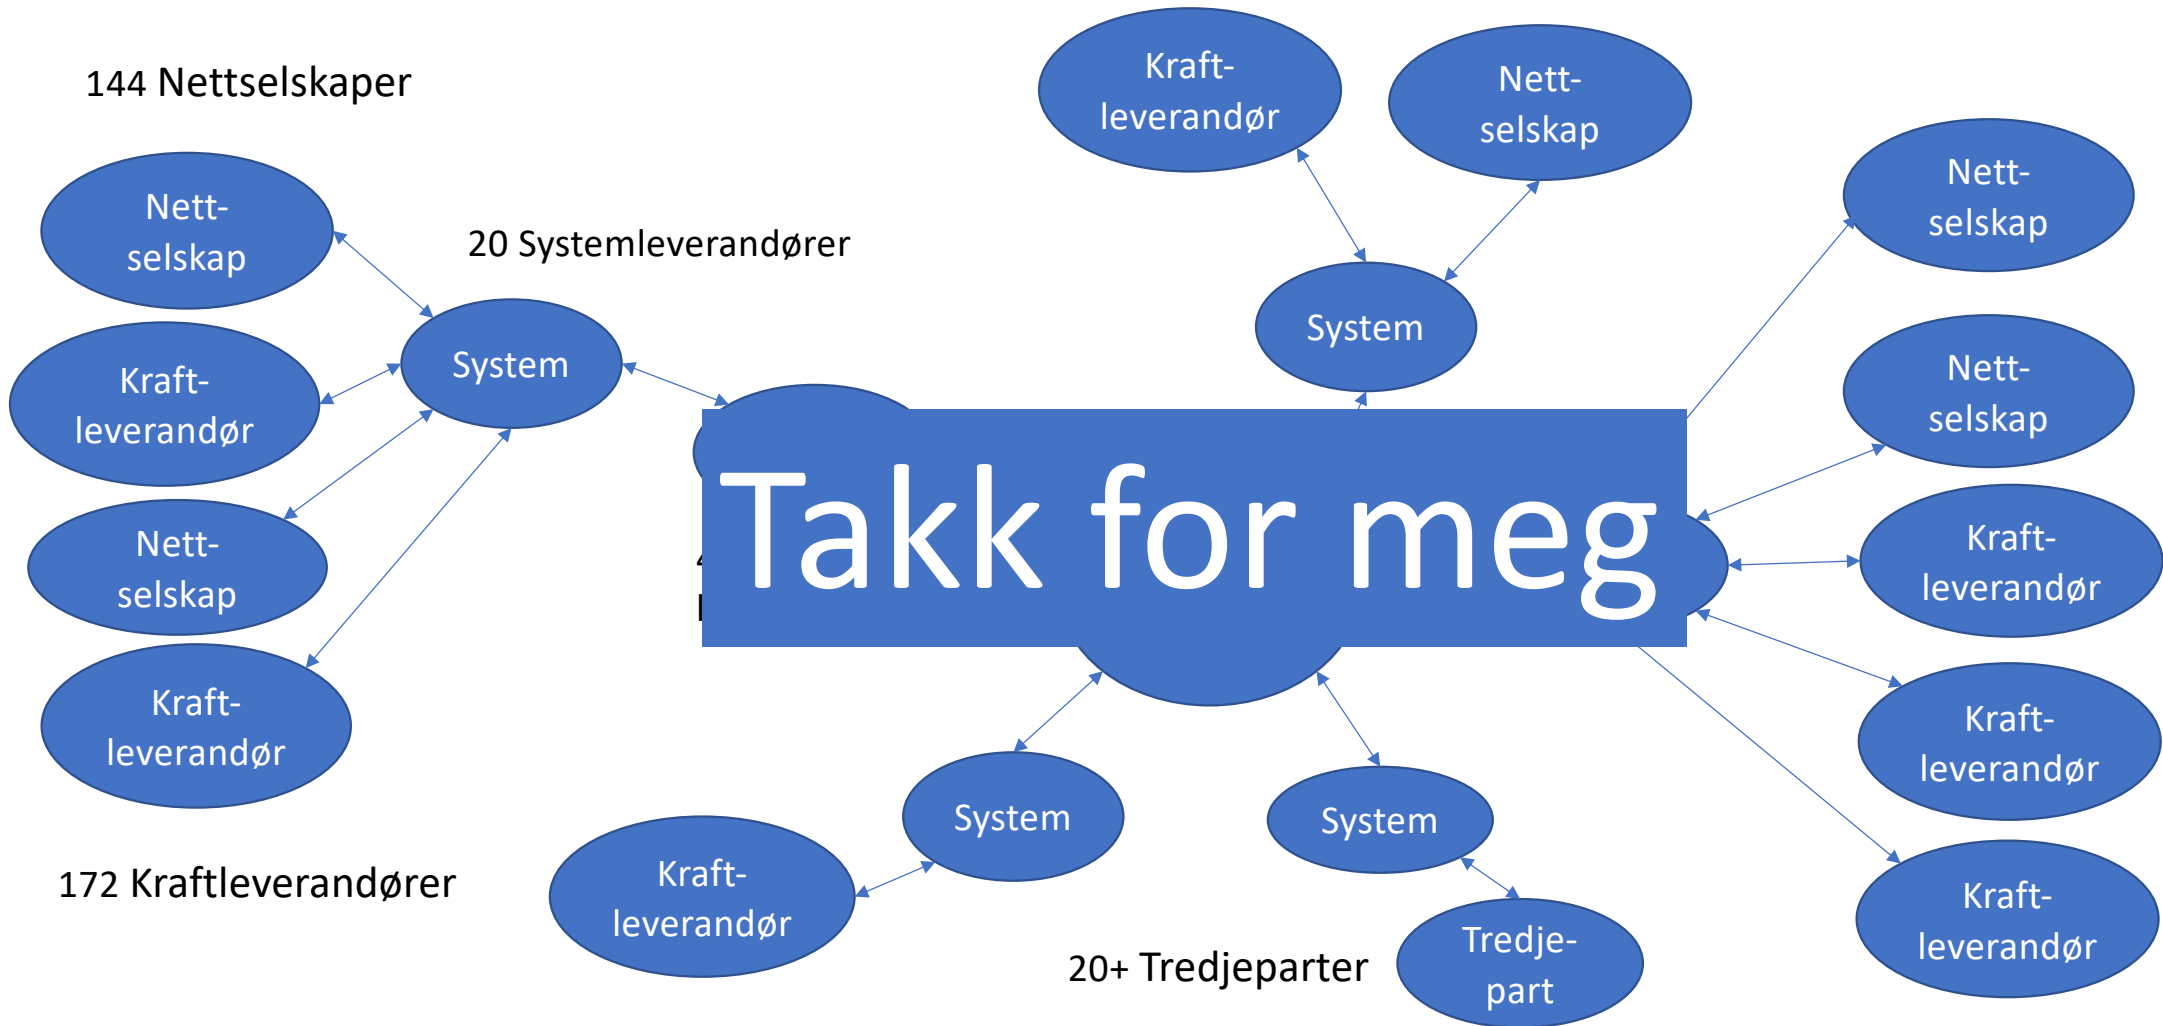 144 Nettselskaper
Nett-
selskap
Kraft-
leverandør
Nett-
selskap
Kraft-
leverandør
172 Kraftleverandører
20 Systemleverandører
System
Kraft-
leverandør
Nett-
selskap
System
Takk for meg
System
Kraft-
leverandør
System
20+ Tredjeparter
Tredje-
part
Nett-
selskap
Nett-
selskap
Kraft-
leverandør
Kraft-
leverandør
Kraft-
leverandør